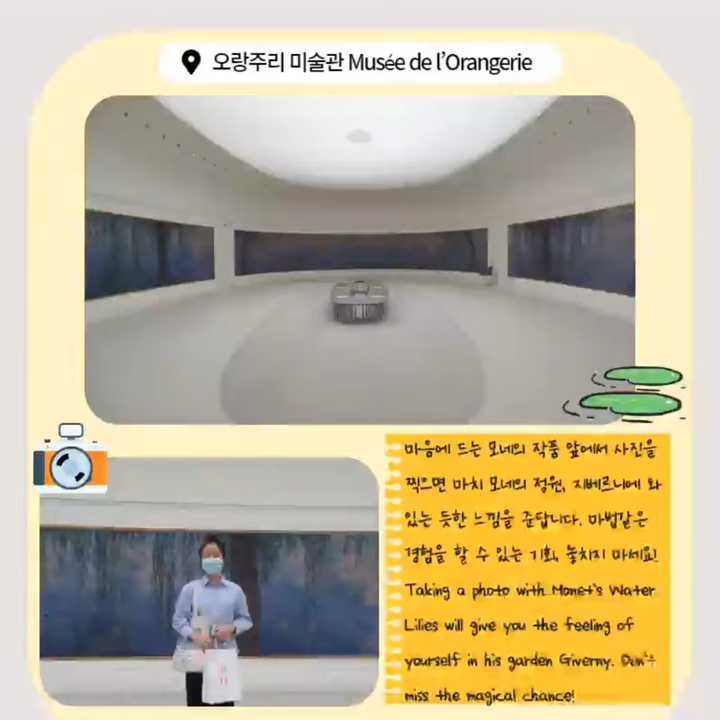 오랑주리 미술관 Musée de l'Orangerie
마음에 드는 모네의 작품 앞에서 사진을
찍으면 마치 모네의 정원, 지베르니에 와
있는 듯한 느낌을 준답니다. 마법같은
경험을 할 수 있는 기회, 놓치지 마세요!
Taking a photo with Monet's Water
Lilies will give you the feeling of
yourself in his garden Giverny. Don't
miss the magical chance!